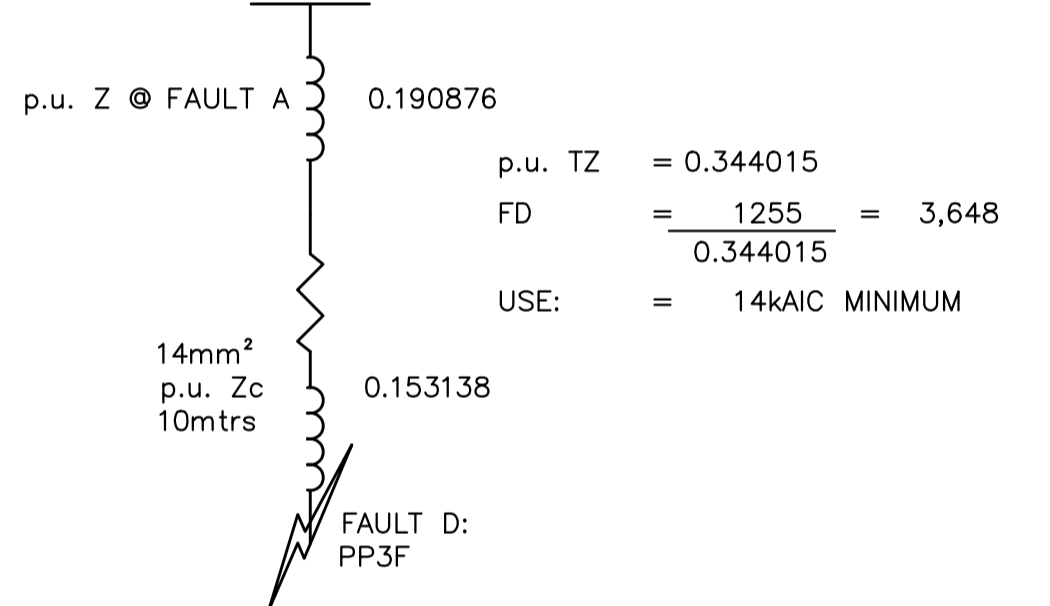 p.u. Z @ FAULT A 0.190876
p.u. TZ = 0.344015
FD = 1255 = 3,648
0.344015
USE: = 14kAIC MINIMUM
14mm²
p.u. Zc 0.153138
10mtrs
FAULT D:
PP3F